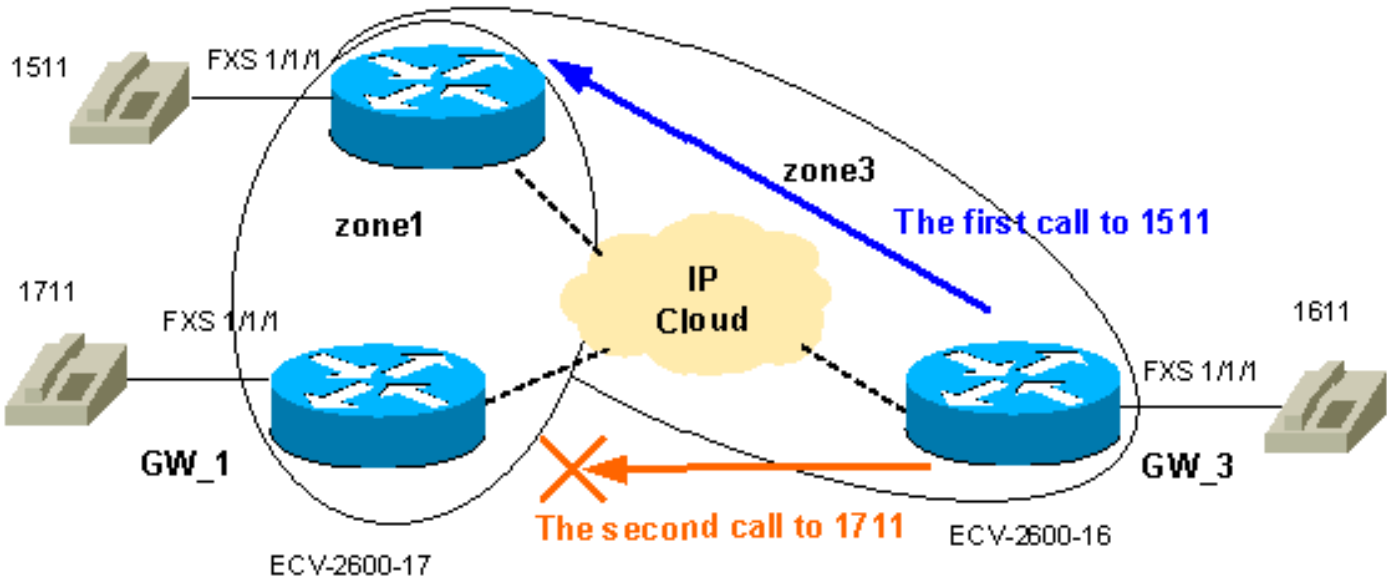 1511
FXS 1/1/1
zone3
The first call to 1511
zone1
IP
Cloud
1711
FXS 1/1/1
1611
FXS 1/1/1
GW_1
GW_3
The second call to 1711
ECV-2600-16
ECV-2600-17